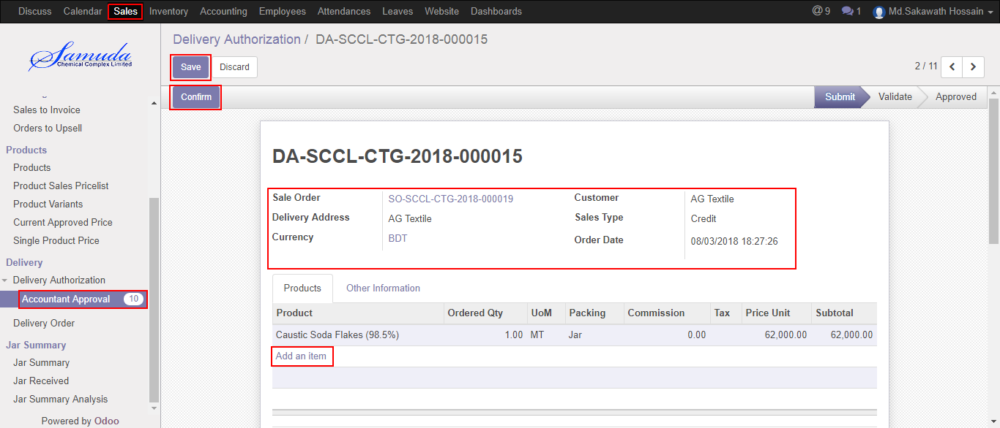 Discuss Calendar Sales Inventory Accounting Employees Attendances Leaves Website Dashboards @ 9 1 Md.Sakawath Hossain
Samuda
Chemical Complex Limited
Sales to Invoice
Orders to Upsell
Products
Products
Product Sales Pricelist
Product Variants
Current Approved Price
Single Product Price
Delivery
Delivery Authorization
Accountant Approval 10
Delivery Order
Jar Summary
Jar Summary
Jar Received
Jar Summary Analysis
Powered by Odoo
Delivery Authorization / DA-SCCL-CTG-2018-000015
Save Discard 2 / 11
Confirm Submit Validate Approved
DA-SCCL-CTG-2018-000015
Sale Order SO-SCCL-CTG-2018-000019 Customer AG Textile
Delivery Address AG Textile Sales Type Credit
Currency BDT Order Date 08/03/2018 18:27:26
Products Other Information
Product Ordered Qty UoM Packing Commission Tax Price Unit Subtotal
Caustic Soda Flakes (98.5%) 1.00 MT Jar 0.00 62,000.00 62,000.00
Add an item